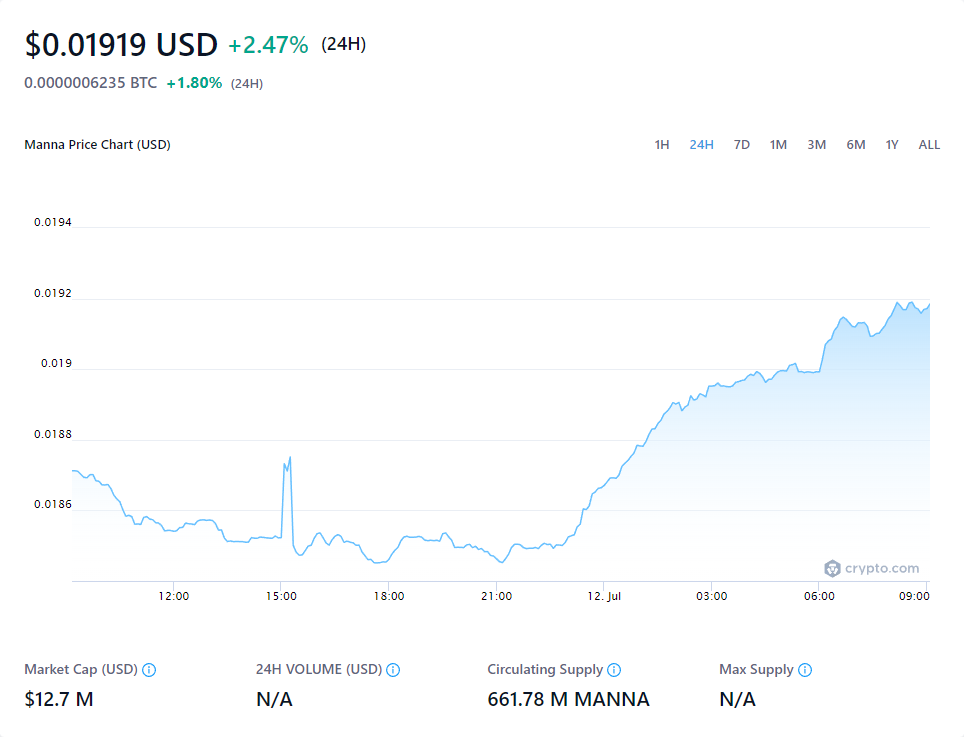 $0.01919 USD +2.47% (24H)
0.0000006235 BTC +1.80% (24H)
Manna Price Chart (USD) 1H 24H 7D 1M 3M 6M 1Y ALL
0.0194
0.0192
0.019
0.0188
0.0186
crypto.com
12:00 15:00 18:00 21:00 12. Jul 03:00 06:00 09:00
Market Cap (USD) 24H VOLUME (USD) Circulating Supply Max Supply
$12.7 M N/A 661.78 M MANNA N/A